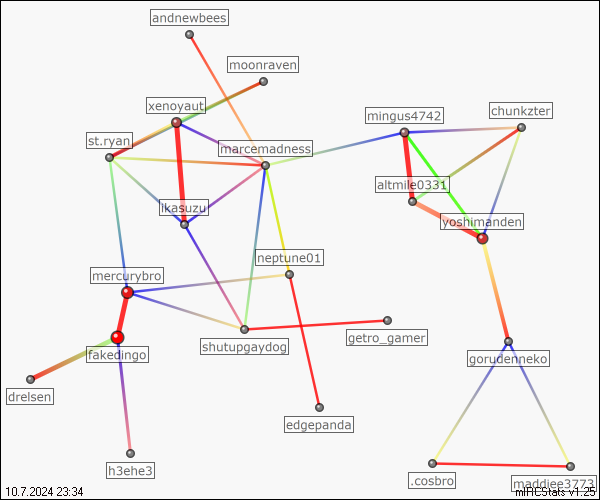 andnewbees
moonraven
xenoyaut
mingus4742
chunkzter
st.ryan
marcemadness
altmile0331
ikasuzu
yoshimanden
neptune01
mercurybro
shutupgaydog
getro_gamer
fakedingo
gorudenneko
drelsen
edgepanda
h3ehe3
.cosbro
maddiee3773
10.7.2024 23:34
mIRCStats v1.25